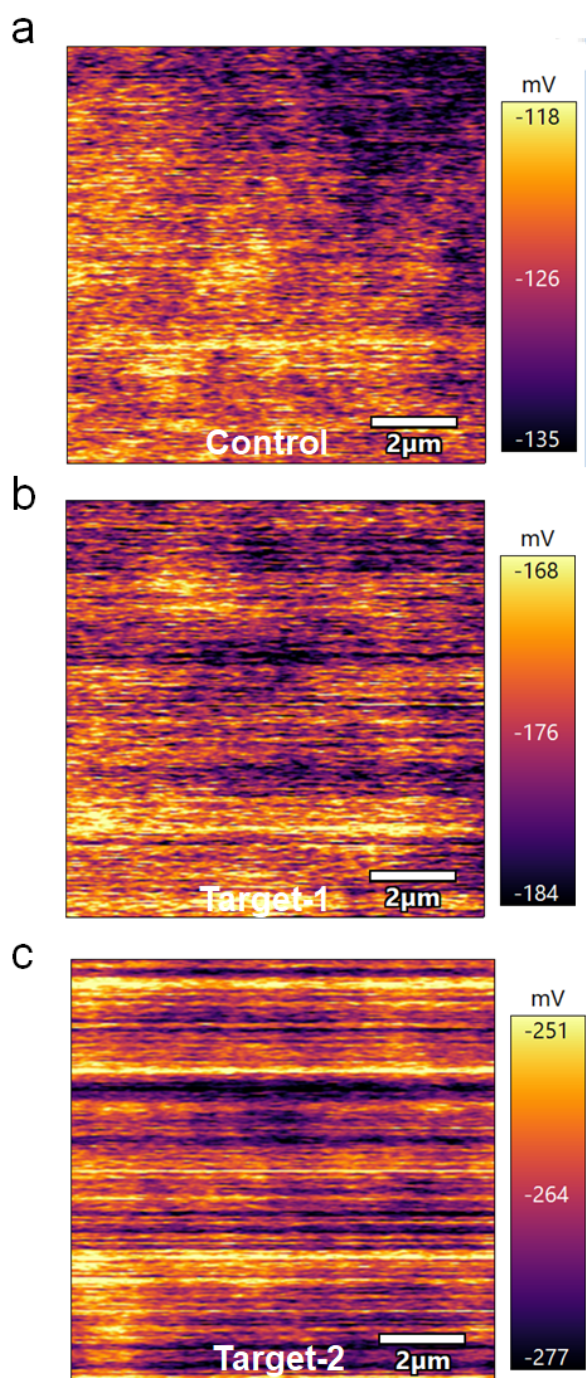 a
mV
-118
-126
-135
Control
2µm
b
mV
-168
-176
-184
Target-1
2µm
c
mV
-251
-264
-277
Target-2
2µm